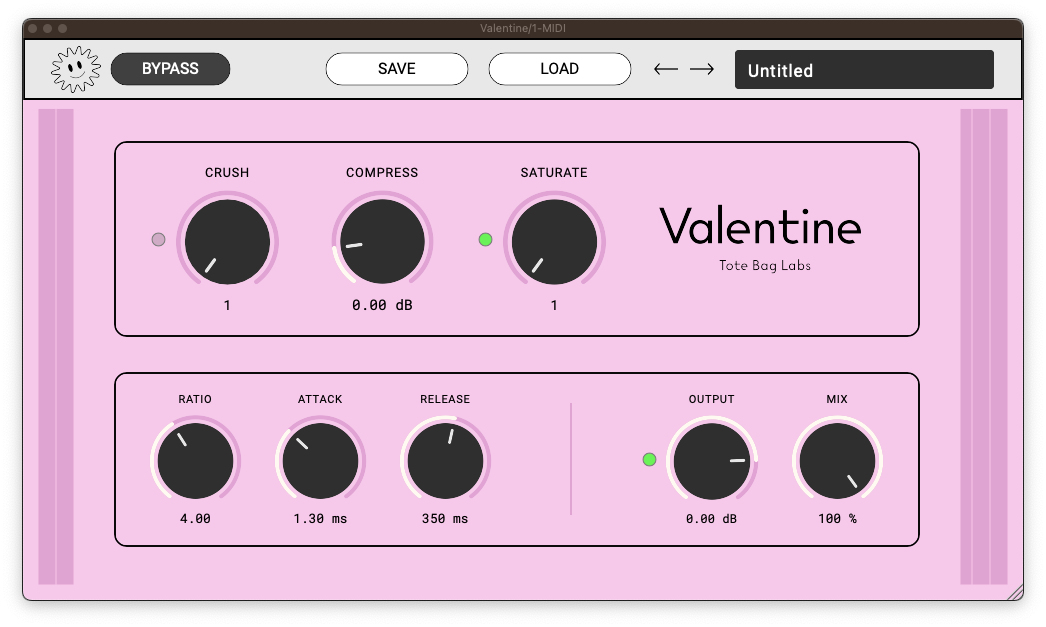 Valentine/1-MIDI
BYPASS SAVE LOAD Untitled
CRUSH COMPRESS SATURATE
Valentine
Tote Bag Labs
1 0.00 dB 1
RATIO ATTACK RELEASE OUTPUT MIX
4.00 1.30 ms 350 ms 0.00 dB 100 %